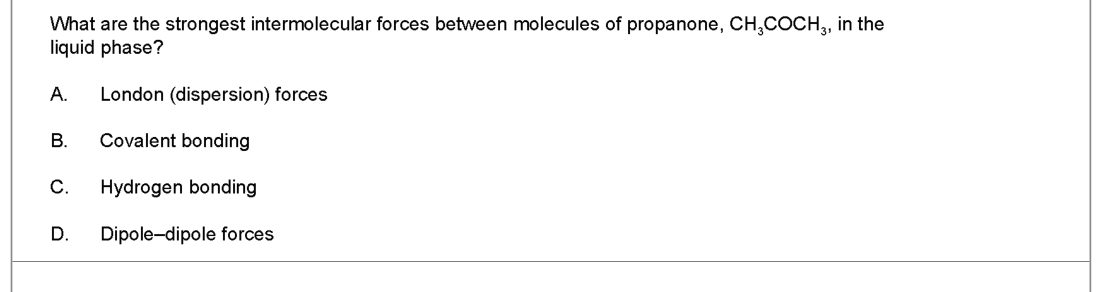 What are the strongest intermolecular forces between molecules of propanone, CH₃COCH₃, in the
liquid phase?
A. London (dispersion) forces
B. Covalent bonding
C. Hydrogen bonding
D. Dipole–dipole forces